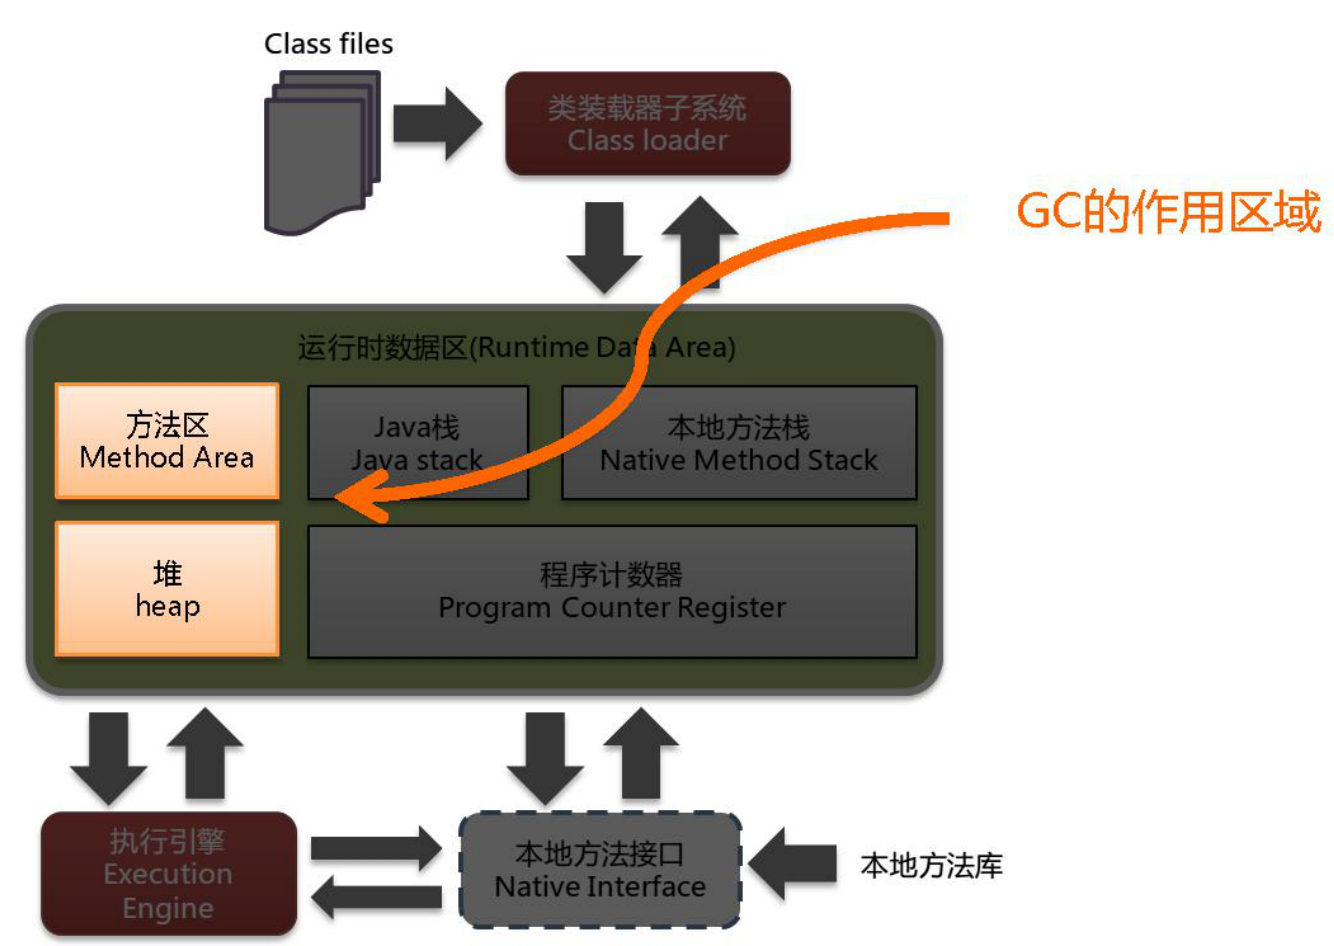 Class files
类装载器子系统
Class loader
GC的作用区域
运行时数据区(Runtime Data Area)
方法区
Method Area
Java栈
Java stack
本地方法栈
Native Method Stack
堆
heap
程序计数器
Program Counter Register
执行引擎
Execution
Engine
本地方法接口
Native Interface
本地方法库